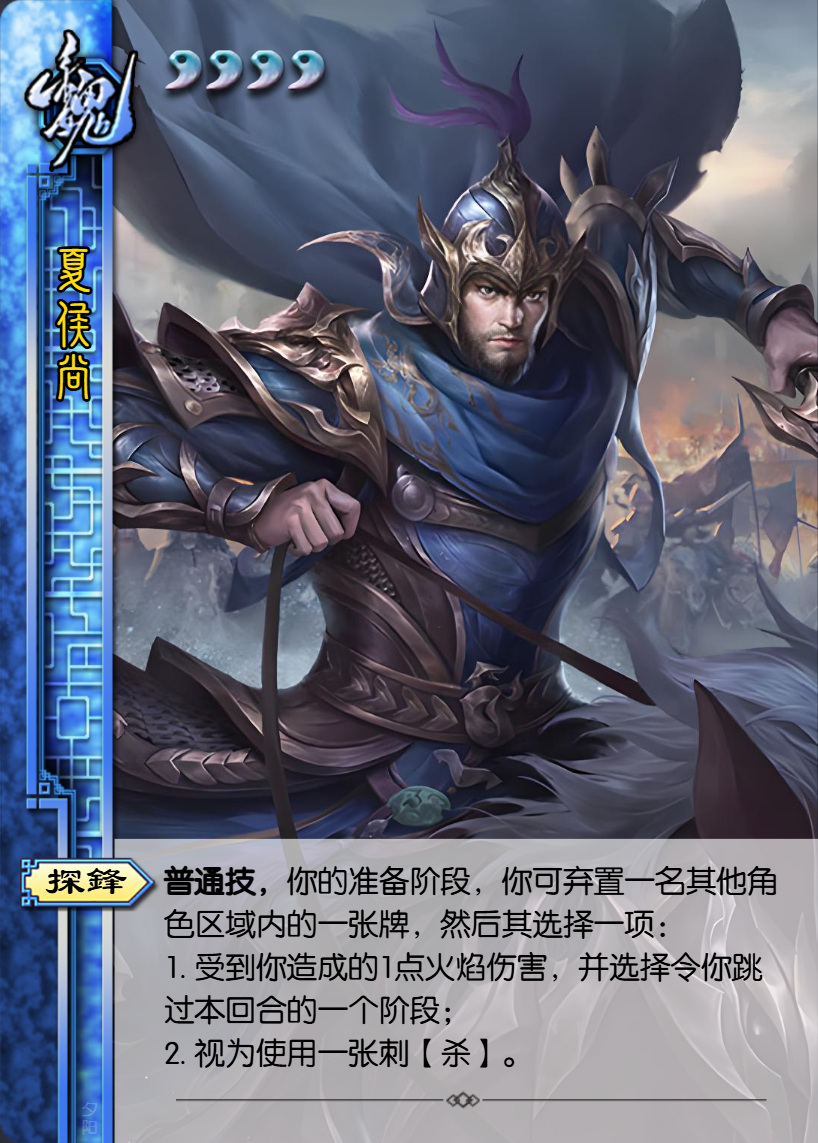 魏
夏侯尚
探鋒
普通技，你的准备阶段，你可弃置一名其他角
色区域内的一张牌，然后其选择一项：
1. 受到你造成的1点火焰伤害，并选择令你跳
过本回合的一个阶段；
2. 视为使用一张刺【杀】。
夕阳